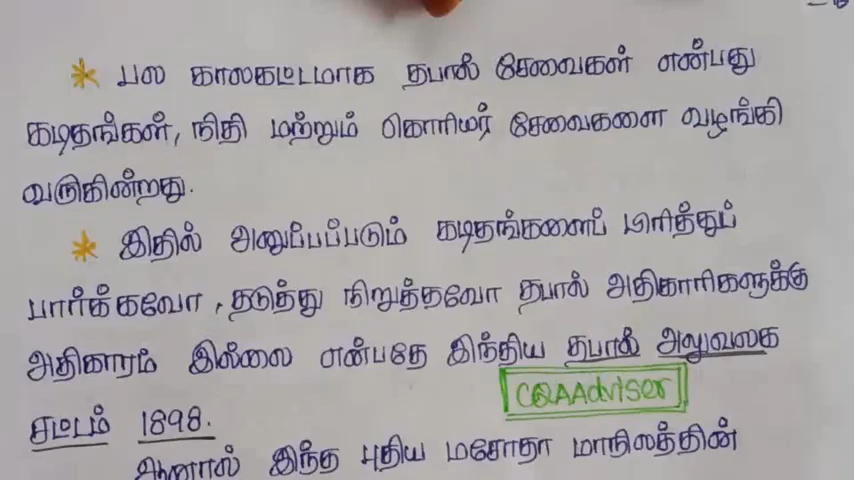 * பல காலகட்டமாக தபால் சேவைகள் என்பது
கடிதங்கள், நிதி மற்றும் கொரியர் சேவைகளை வழங்கி
வருகின்றது.
* இதில் அனுப்பப்படும் கடிதங்களைப் பிரித்துப்
பார்க்கவோ, தடுத்து நிறுத்தவோ தபால் அதிகாரிகளுக்கு
அதிகாரம் இல்லை என்பதே இந்திய தபால் அலுவலக
CQAAdviser
சட்டம் 1898.
ஆனால் இந்த புதிய மசோதா மாநிலத்தின்